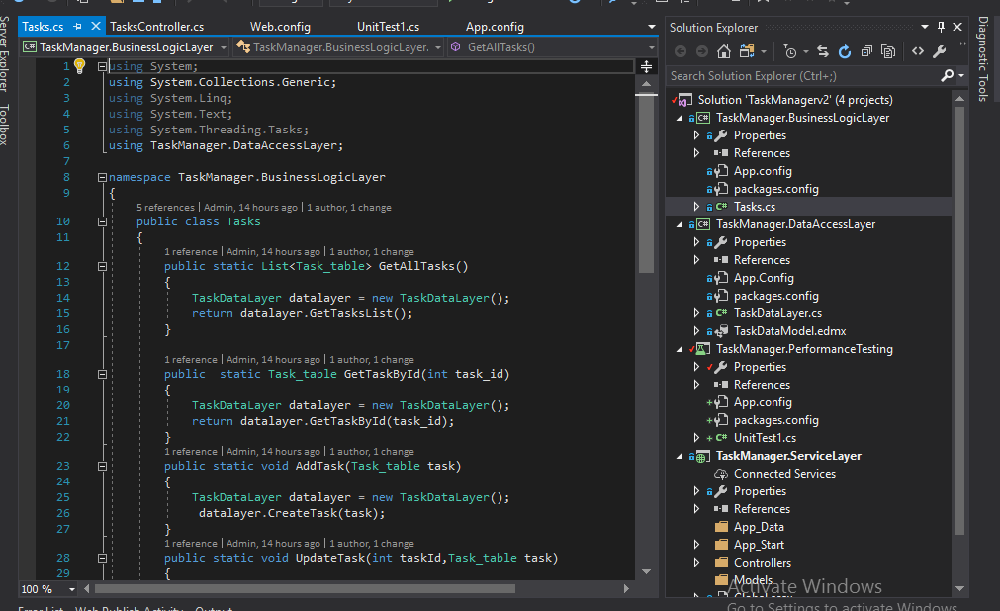 Tasks.cs TasksController.cs Web.config UnitTest1.cs App.config
TaskManager.BusinessLogicLayer TaskManager.BusinessLogicLayer. GetAllTasks()
1 using System;
2 using System.Collections.Generic;
3 using System.Linq;
4 using System.Text;
5 using System.Threading.Tasks;
6 using TaskManager.DataAccessLayer;
7
8 namespace TaskManager.BusinessLogicLayer
9 {
5 references | Admin, 14 hours ago | 1 author, 1 change
10 public class Tasks
11 {
1 reference | Admin, 14 hours ago | 1 author, 1 change
12 public static List<Task_table> GetAllTasks()
13 {
14 TaskDataLayer datalayer = new TaskDataLayer();
15 return datalayer.GetTasksList();
16 }
17
1 reference | Admin, 14 hours ago | 1 author, 1 change
18 public  static Task_table GetTaskById(int task_id)
19 {
20 TaskDataLayer datalayer = new TaskDataLayer();
21 return datalayer.GetTaskById(task_id);
22 }
1 reference | Admin, 14 hours ago | 1 author, 1 change
23 public static void AddTask(Task_table task)
24 {
25 TaskDataLayer datalayer = new TaskDataLayer();
26 datalayer.CreateTask(task);
27 }
1 reference | Admin, 14 hours ago | 1 author, 1 change
28 public static void UpdateTask(int taskId,Task_table task)
29 {
100 %
Server Explorer
Toolbox
Solution Explorer
Search Solution Explorer (Ctrl+;)
Solution 'TaskManagerv2' (4 projects)
C# TaskManager.BusinessLogicLayer
Properties
References
App.config
packages.config
C# Tasks.cs
C# TaskManager.DataAccessLayer
Properties
References
App.Config
packages.config
C# TaskDataLayer.cs
TaskDataModel.edmx
TaskManager.PerformanceTesting
Properties
References
App.config
packages.config
C# UnitTest1.cs
TaskManager.ServiceLayer
Connected Services
Properties
References
App_Data
App_Start
Controllers
Models
Activate Windows
Go to Settings to activate Windows.
Diagnostic Tools
Error List Web Publish Activity Output